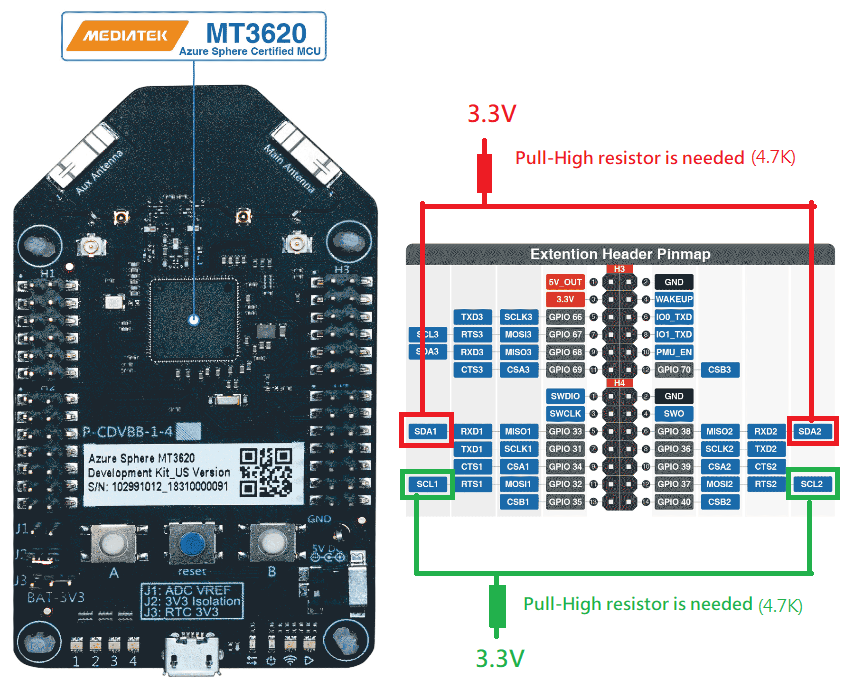 MEDIATEK MT3620
Azure Sphere Certified MCU
Aux Antenna
Main Antenna
H1
H3
P-CDVBB-1-4
Azure Sphere MT3620
Development Kit_US Version
S/N: 102991012_18310000091
J1
J2
J3
BAT-3V3
GND
A
reset
B
J1: ADC VREF
J2: 3V3 Isolation
J3: RTC 3V3
1 2 3 4
3.3V
Pull-High resistor is needed (4.7K)
Extention Header Pinmap
H3
5V_OUT 1 2 GND
3.3V 3 4 WAKEUP
TXD3 SCLK3 GPIO 66 5 6 IO0_TXD
SCL3 RTS3 MOSI3 GPIO 67 7 8 IO1_TXD
SDA3 RXD3 MISO3 GPIO 68 9 10 PMU_EN
CTS3 CSA3 GPIO 69 11 12 GPIO 70 CSB3
H4
SWDIO 1 2 GND
SWCLK 3 4 SWO
SDA1 RXD1 MISO1 GPIO 33 5 6 GPIO 38 MISO2 RXD2 SDA2
TXD1 SCLK1 GPIO 31 7 8 GPIO 36 SCLK2 TXD2
CTS1 CSA1 GPIO 34 9 10 GPIO 39 CSA2 CTS2
SCL1 RTS1 MOSI1 GPIO 32 11 12 GPIO 37 MOSI2 RTS2 SCL2
CSB1 GPIO 35 13 14 GPIO 40 CSB2
Pull-High resistor is needed (4.7K)
3.3V